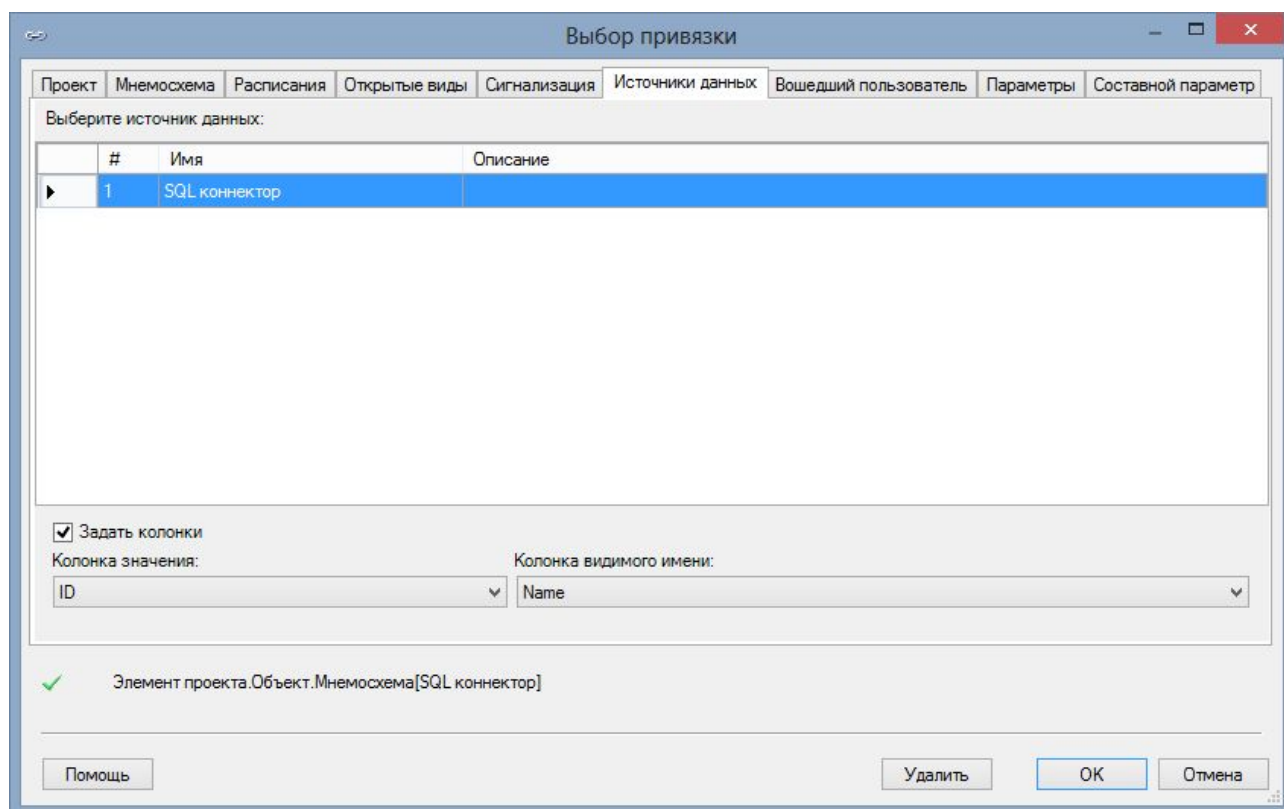 Выбор привязки
Проект Мнемосхема Расписания Открытые виды Сигнализация Источники данных Вошедший пользователь Параметры Составной параметр
Выберите источник данных:
# Имя Описание
1 SQL коннектор
Задать колонки
Колонка значения: Колонка видимого имени:
ID Name
Элемент проекта.Объект.Мнемосхема[SQL коннектор]
Помощь Удалить OK Отмена